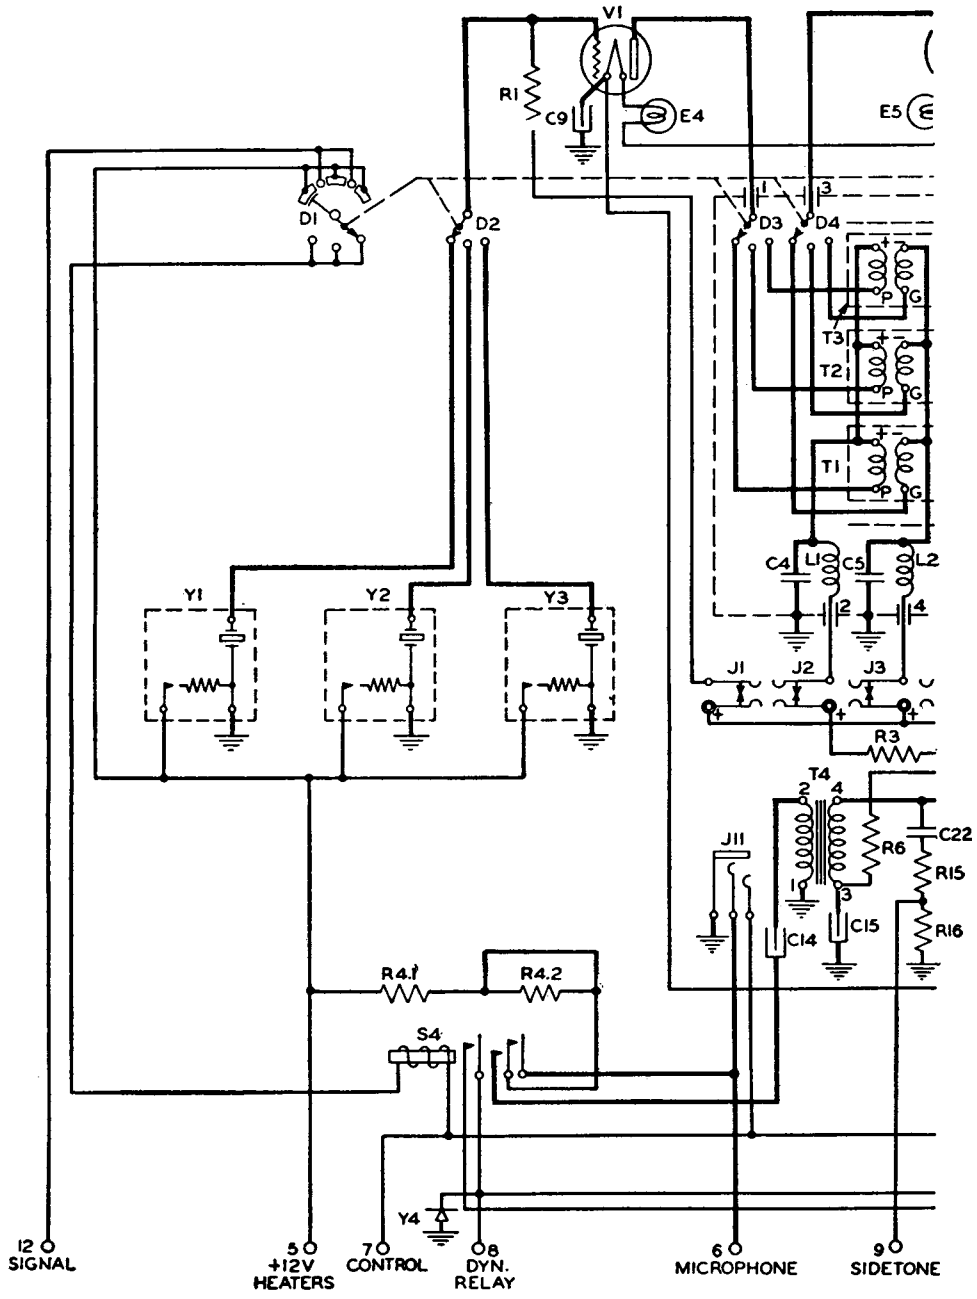 V1
R1
C9
E4
E5
1
3
D1
D2
D3
D4
+ -
P G
T3
+ -
T2
P G
+ -
T1
P G
C4
L1
C5
L2
2
4
Y1
Y2
Y3
J1
J2
J3
+
+
+
R3
T4
2
4
C22
J11
R6
R15
1
3
C14
C15
R16
R4.1
R4.2
S4
Y4
12
SIGNAL
5
+12V
HEATERS
7
CONTROL
8
DYN.
RELAY
6
MICROPHONE
9
SIDETONE